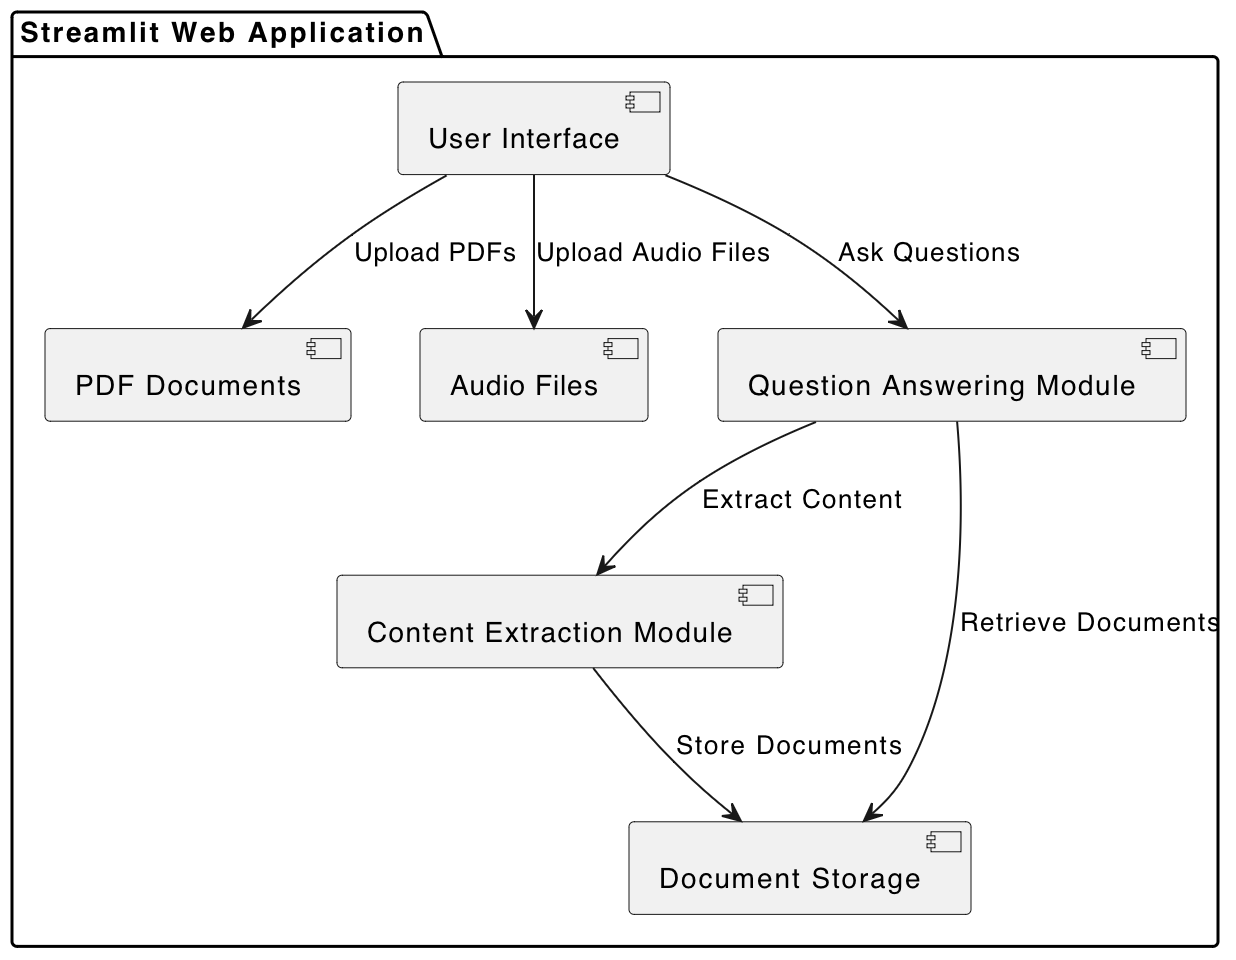 Streamlit Web Application
User Interface
Upload PDFs
Upload Audio Files
Ask Questions
PDF Documents
Audio Files
Question Answering Module
Extract Content
Content Extraction Module
Retrieve Documents
Store Documents
Document Storage